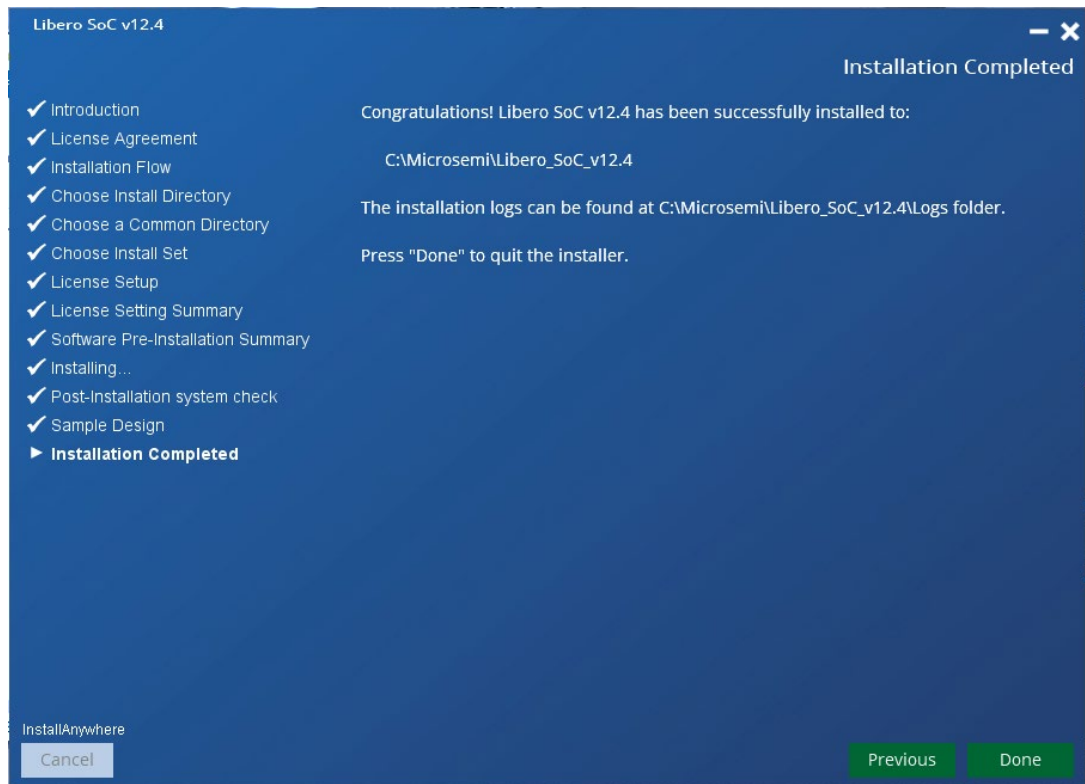 Libero SoC v12.4
Installation Completed
Introduction
License Agreement
Installation Flow
Choose Install Directory
Choose a Common Directory
Choose Install Set
License Setup
License Setting Summary
Software Pre-Installation Summary
Installing...
Post-Installation system check
Sample Design
Installation Completed
Congratulations! Libero SoC v12.4 has been successfully installed to:
C:\Microsemi\Libero_SoC_v12.4
The installation logs can be found at C:\Microsemi\Libero_SoC_v12.4\Logs folder.
Press "Done" to quit the installer.
InstallAnywhere
Cancel
Previous
Done